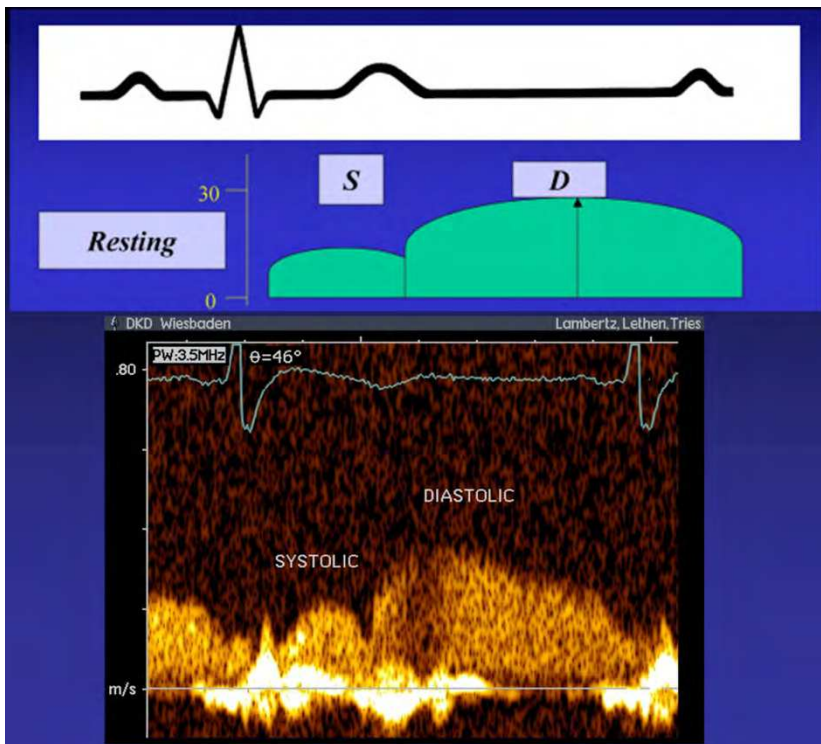 S
D
30
Resting
0
DKD Wiesbaden
Lambertz, Lethen, Tries
PW:3.5MHz
θ=46°
.80
DIASTOLIC
SYSTOLIC
m/s